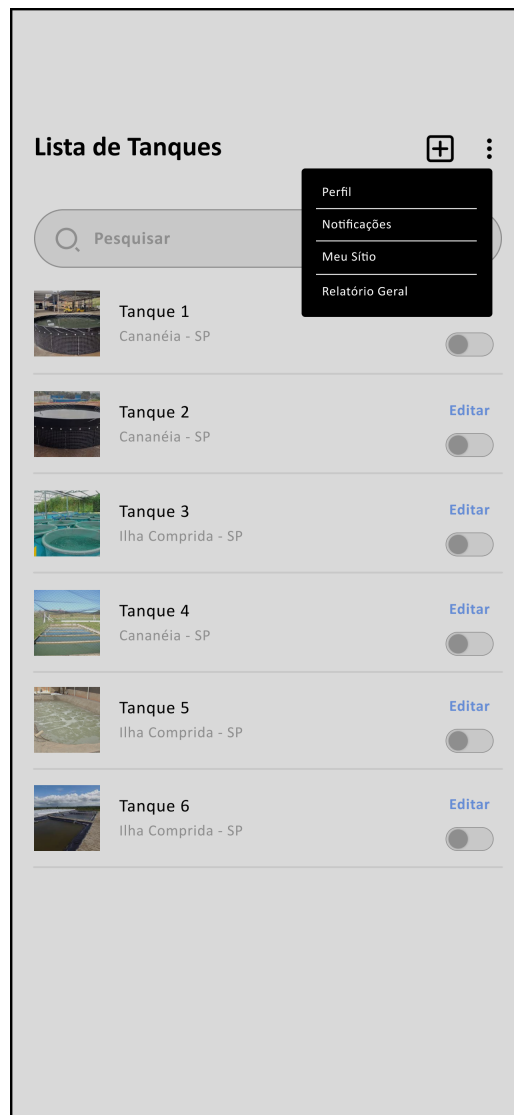 Lista de Tanques
Perfil
Notificações
Meu Sítio
Relatório Geral
Pesquisar
Tanque 1
Cananéia - SP
Tanque 2
Cananéia - SP
Editar
Tanque 3
Ilha Comprida - SP
Editar
Tanque 4
Cananéia - SP
Editar
Tanque 5
Ilha Comprida - SP
Editar
Tanque 6
Ilha Comprida - SP
Editar